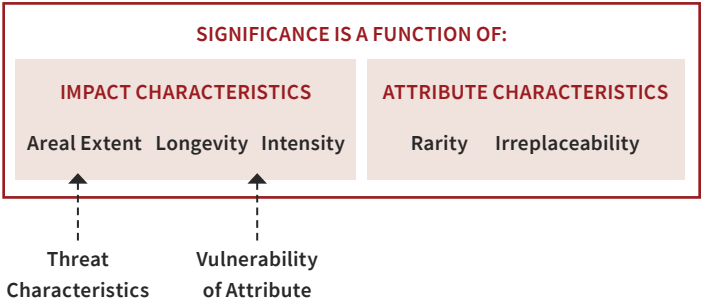 SIGNIFICANCE IS A FUNCTION OF:
IMPACT CHARACTERISTICS
Areal Extent Longevity Intensity
ATTRIBUTE CHARACTERISTICS
Rarity Irreplaceability
Threat
Characteristics
Vulnerability
of Attribute